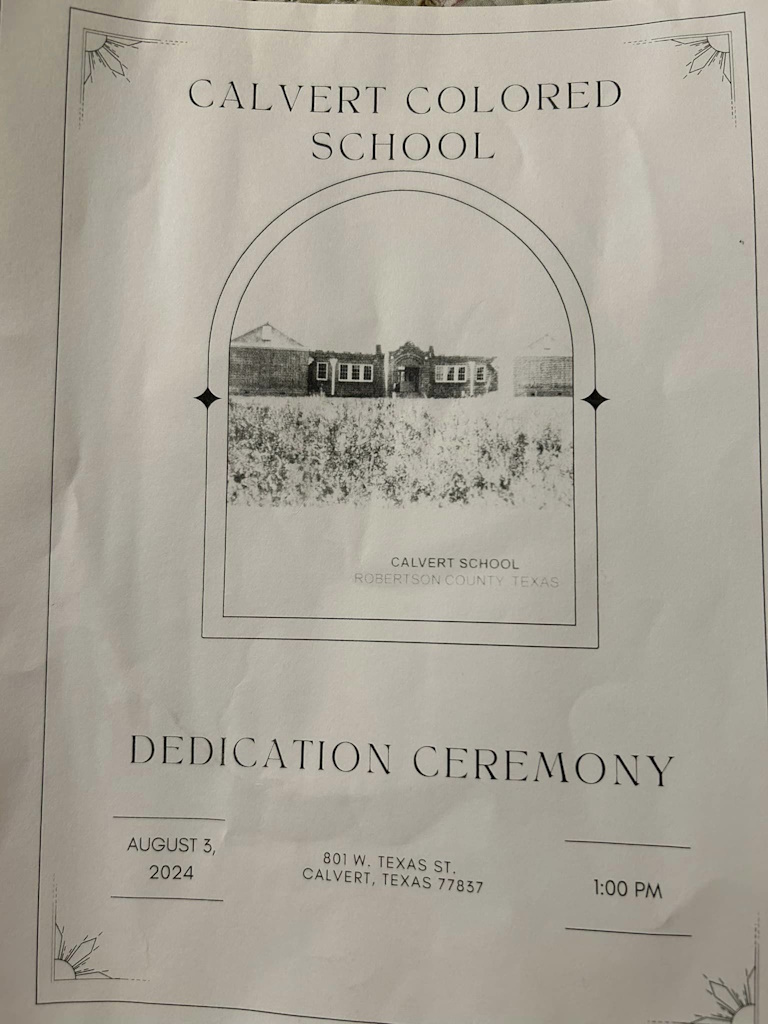 CALVERT COLORED
SCHOOL
CALVERT SCHOOL
ROBERTSON COUNTY, TEXAS
DEDICATION CEREMONY
AUGUST 3,
2024
801 W. TEXAS ST.
CALVERT, TEXAS 77837
1:00 PM